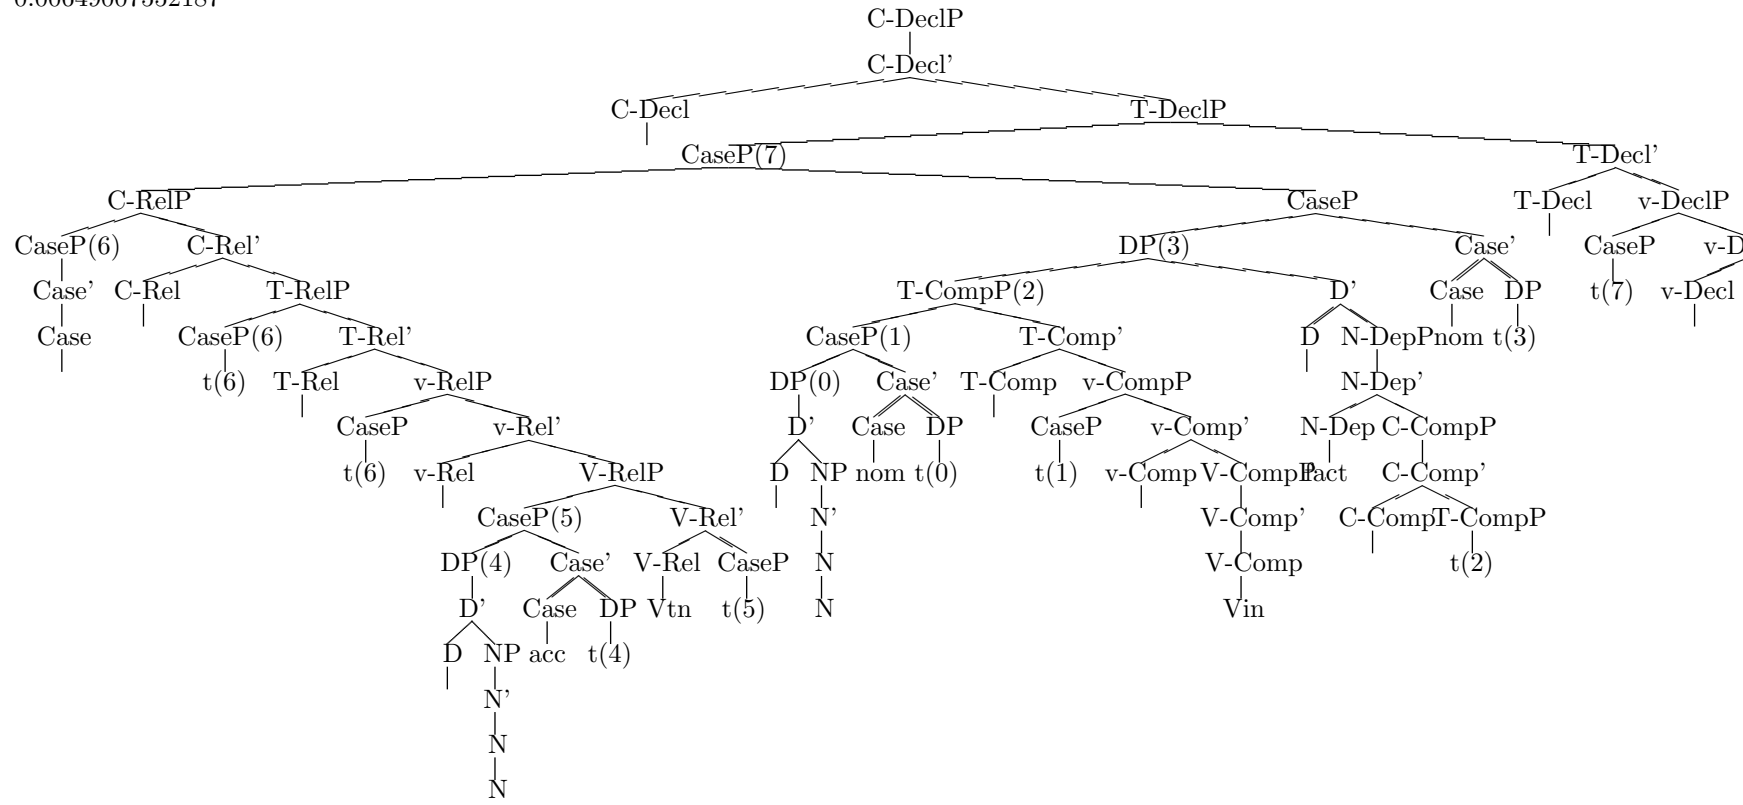 C-DeclP
C-Decl'
C-Decl T-DeclP
CaseP(7) T-Decl'
C-RelP CaseP T-Decl v-DeclP
CaseP(6) C-Rel' DP(3) Case' CaseP v-D
Case' C-Rel T-RelP T-CompP(2) D' Case DP t(7) v-Decl
Case CaseP(6) T-Rel' CaseP(1) T-Comp' D N-DepP nom t(3)
t(6) T-Rel v-RelP DP(0) Case' T-Comp v-CompP N-Dep'
CaseP v-Rel' D' Case DP CaseP v-Comp' N-Dep C-CompP
t(6) v-Rel V-RelP D NP nom t(0) t(1) v-Comp V-CompP fact C-Comp'
CaseP(5) V-Rel' N' V-Comp' C-Comp T-CompP
DP(4) Case' V-Rel CaseP N V-Comp t(2)
D' Case DP Vtn t(5) N Vin
D NP acc t(4)
N'
N
N